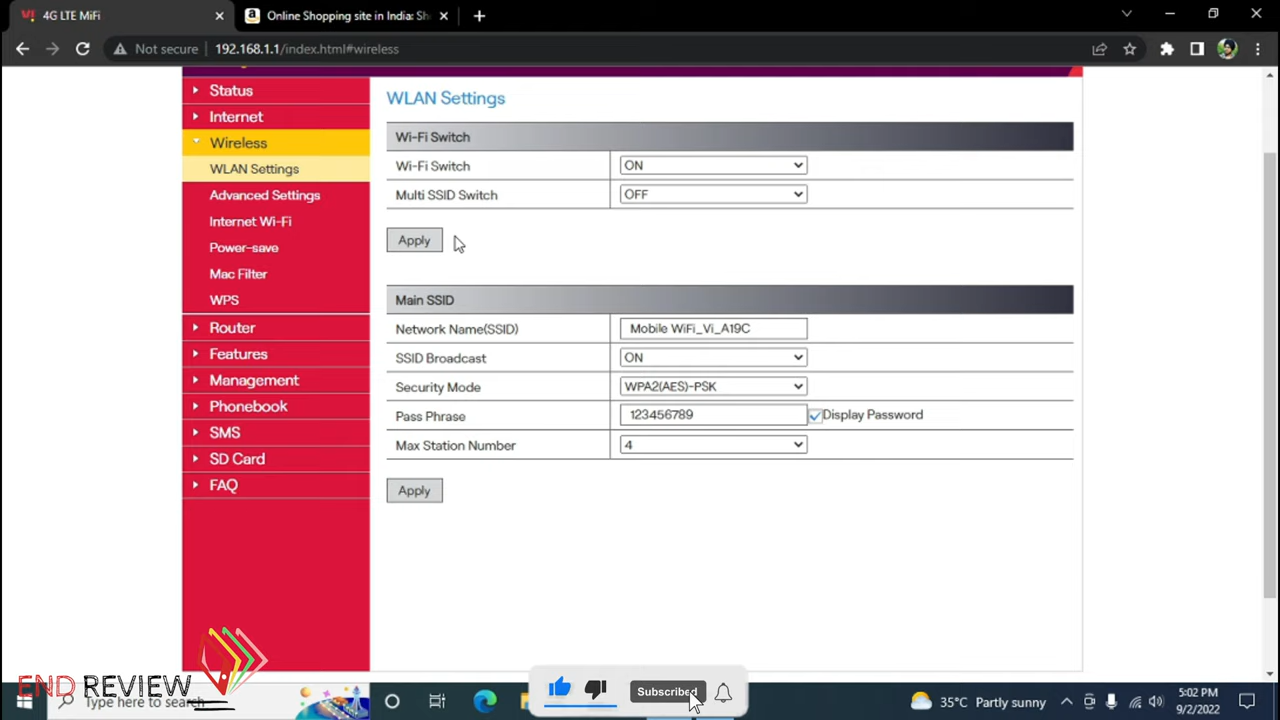 4G LTE MiFi
Online Shopping site in India: Sh
Not secure
192.168.1.1/index.html#wireless
Status
Internet
Wireless
WLAN Settings
Advanced Settings
Internet Wi-Fi
Power-save
Mac Filter
WPS
Router
Features
Management
Phonebook
SMS
SD Card
FAQ
WLAN Settings
Wi-Fi Switch
Wi-Fi Switch ON
Multi SSID Switch OFF
Apply
Main SSID
Network Name(SSID) Mobile WiFi_Vi_A19C
SSID Broadcast ON
Security Mode WPA2(AES)-PSK
Pass Phrase 123456789 Display Password
Max Station Number 4
Apply
END REVIEW
Type here to search
Subscribed
35°C Partly sunny
5:02 PM
9/2/2022